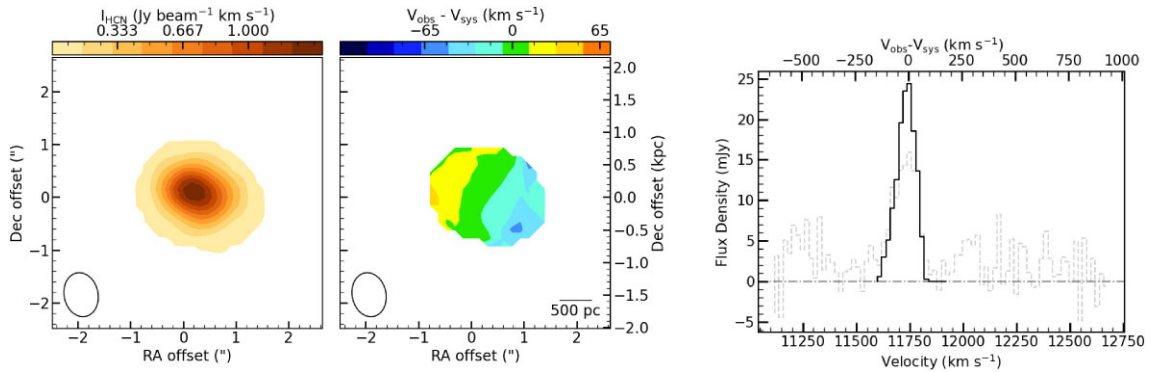 I_HCN (Jy beam⁻¹ km s⁻¹)
0.333 0.667 1.000
Dec offset (")
2
1
0
−1
−2
−2 −1 0 1 2
RA offset (")
V_obs - V_sys (km s⁻¹)
−65 0 65
2.0
1.5
1.0
0.5
0.0
−0.5
−1.0
−1.5
−2.0
Dec offset (kpc)
500 pc
−2 −1 0 1 2
RA offset (")
V_obs-V_sys (km s⁻¹)
−500 −250 0 250 500 750 1000
Flux Density (mJy)
25
20
15
10
5
0
−5
11250 11500 11750 12000 12250 12500 12750
Velocity (km s⁻¹)